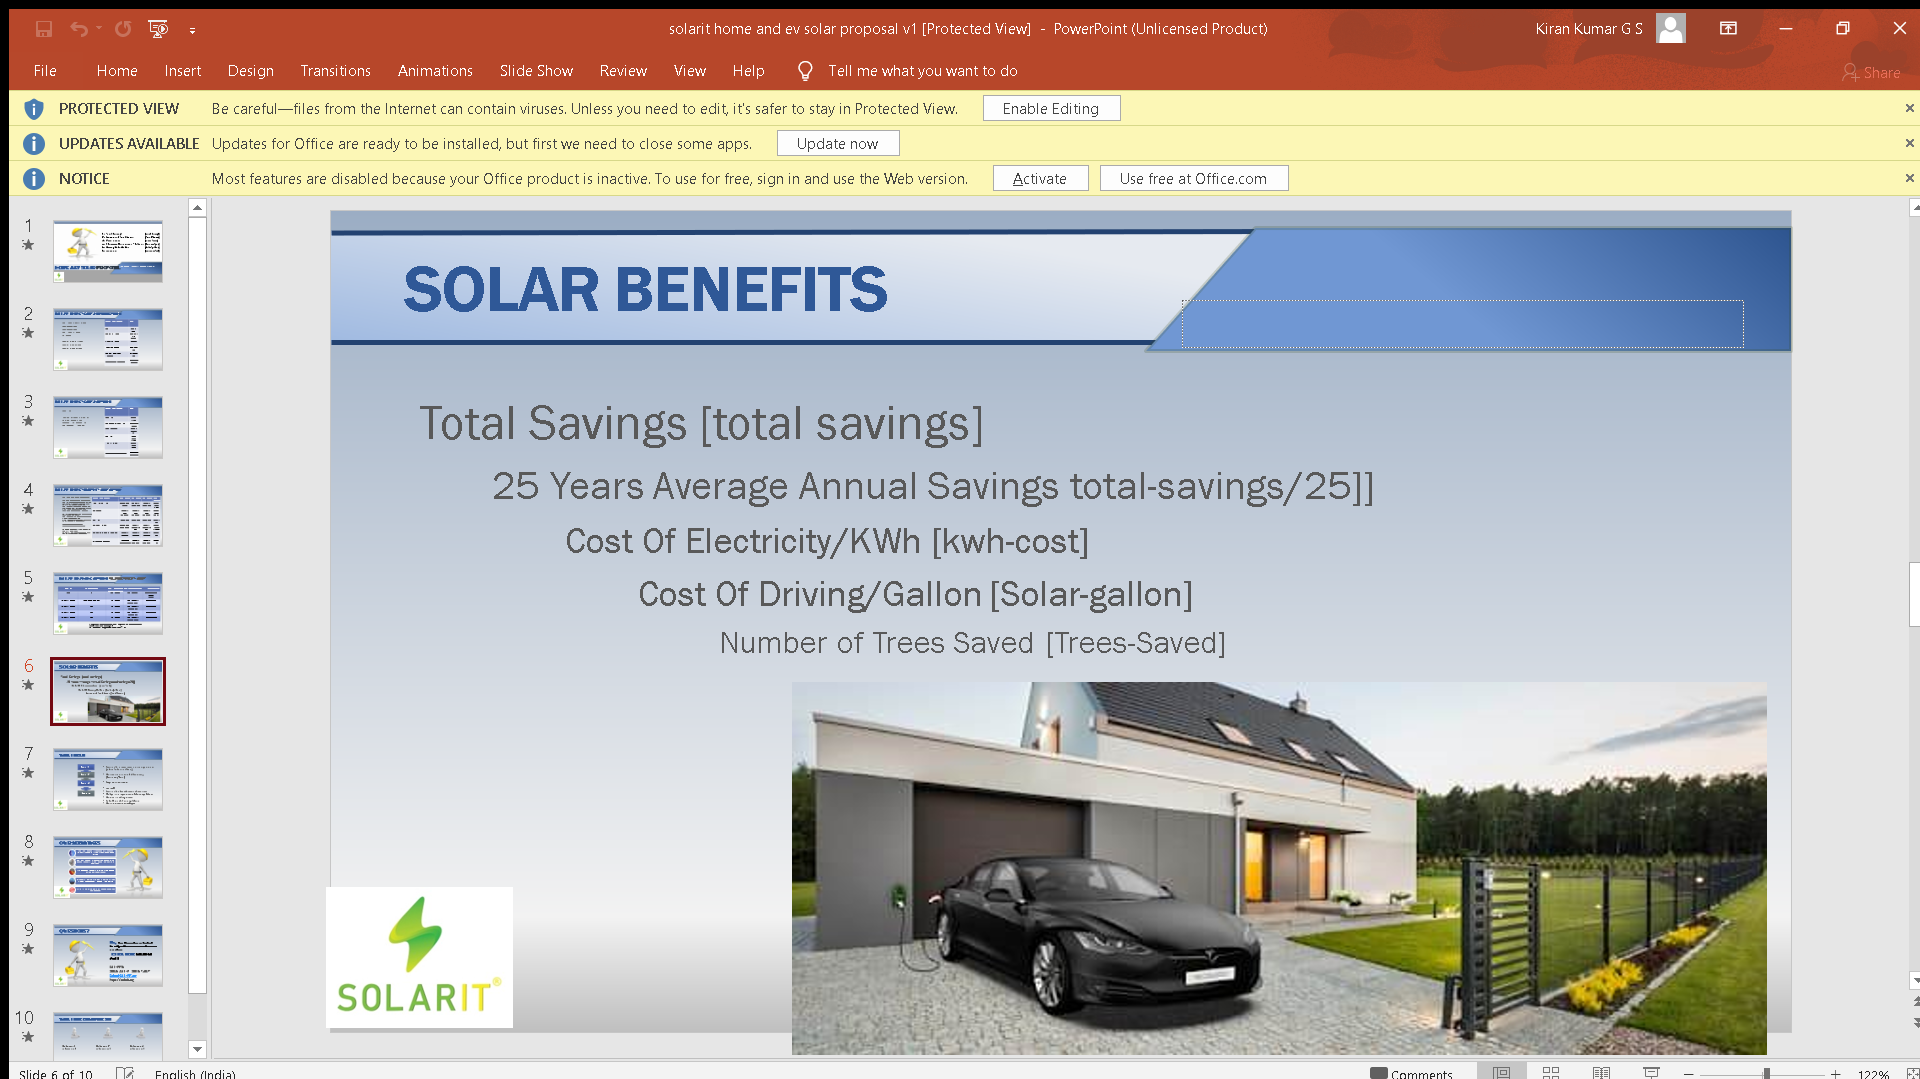 solarit home and ev solar proposal v1 [Protected View] - PowerPoint (Unlicensed Product)
Kiran Kumar G S
File Home Insert Design Transitions Animations Slide Show Review View Help Tell me what you want to do
Share
PROTECTED VIEW Be careful—files from the Internet can contain viruses. Unless you need to edit, it's safer to stay in Protected View. Enable Editing
UPDATES AVAILABLE Updates for Office are ready to be installed, but first we need to close some apps. Update now
NOTICE Most features are disabled because your Office product is inactive. To use for free, sign in and use the Web version. Activate Use free at Office.com
1
2
3
4
5
6
7
8
9
10
SOLAR BENEFITS
Total Savings [total savings]
25 Years Average Annual Savings total-savings/25]]
Cost Of Electricity/KWh [kwh-cost]
Cost Of Driving/Gallon [Solar-gallon]
Number of Trees Saved [Trees-Saved]
SOLARIT®
Slide 6 of 10 English (India) Comments 122%